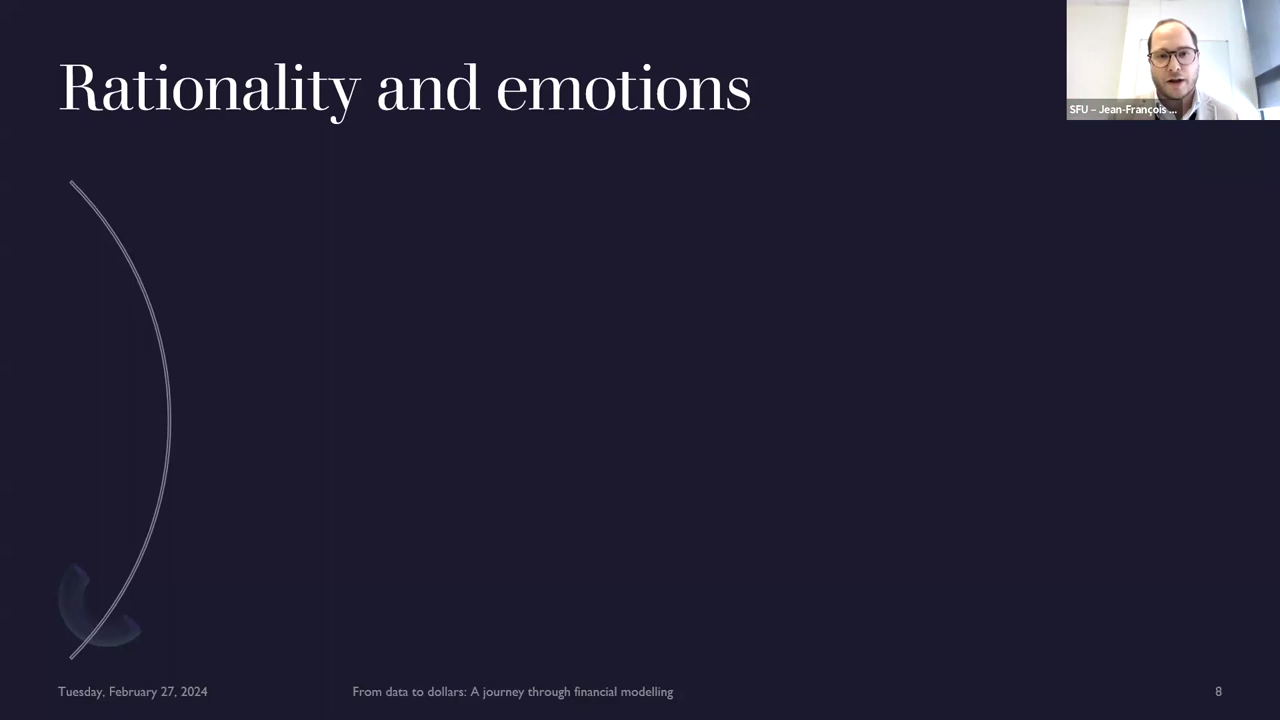 Rationality and emotions
SFU – Jean-François ...
Tuesday, February 27, 2024
From data to dollars: A journey through financial modelling
8